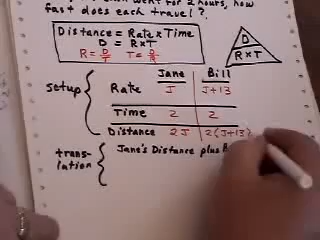 went for 2 hours, how
fast does each travel?.
Distance = Rate × Time
D = R × T
R = D/T T = D/R
D
R × T
Jane Bill
setup
Rate J J+13
Time 2 2
Distance 2J 2(J+13)
trans-
lation
Jane's Distance plus